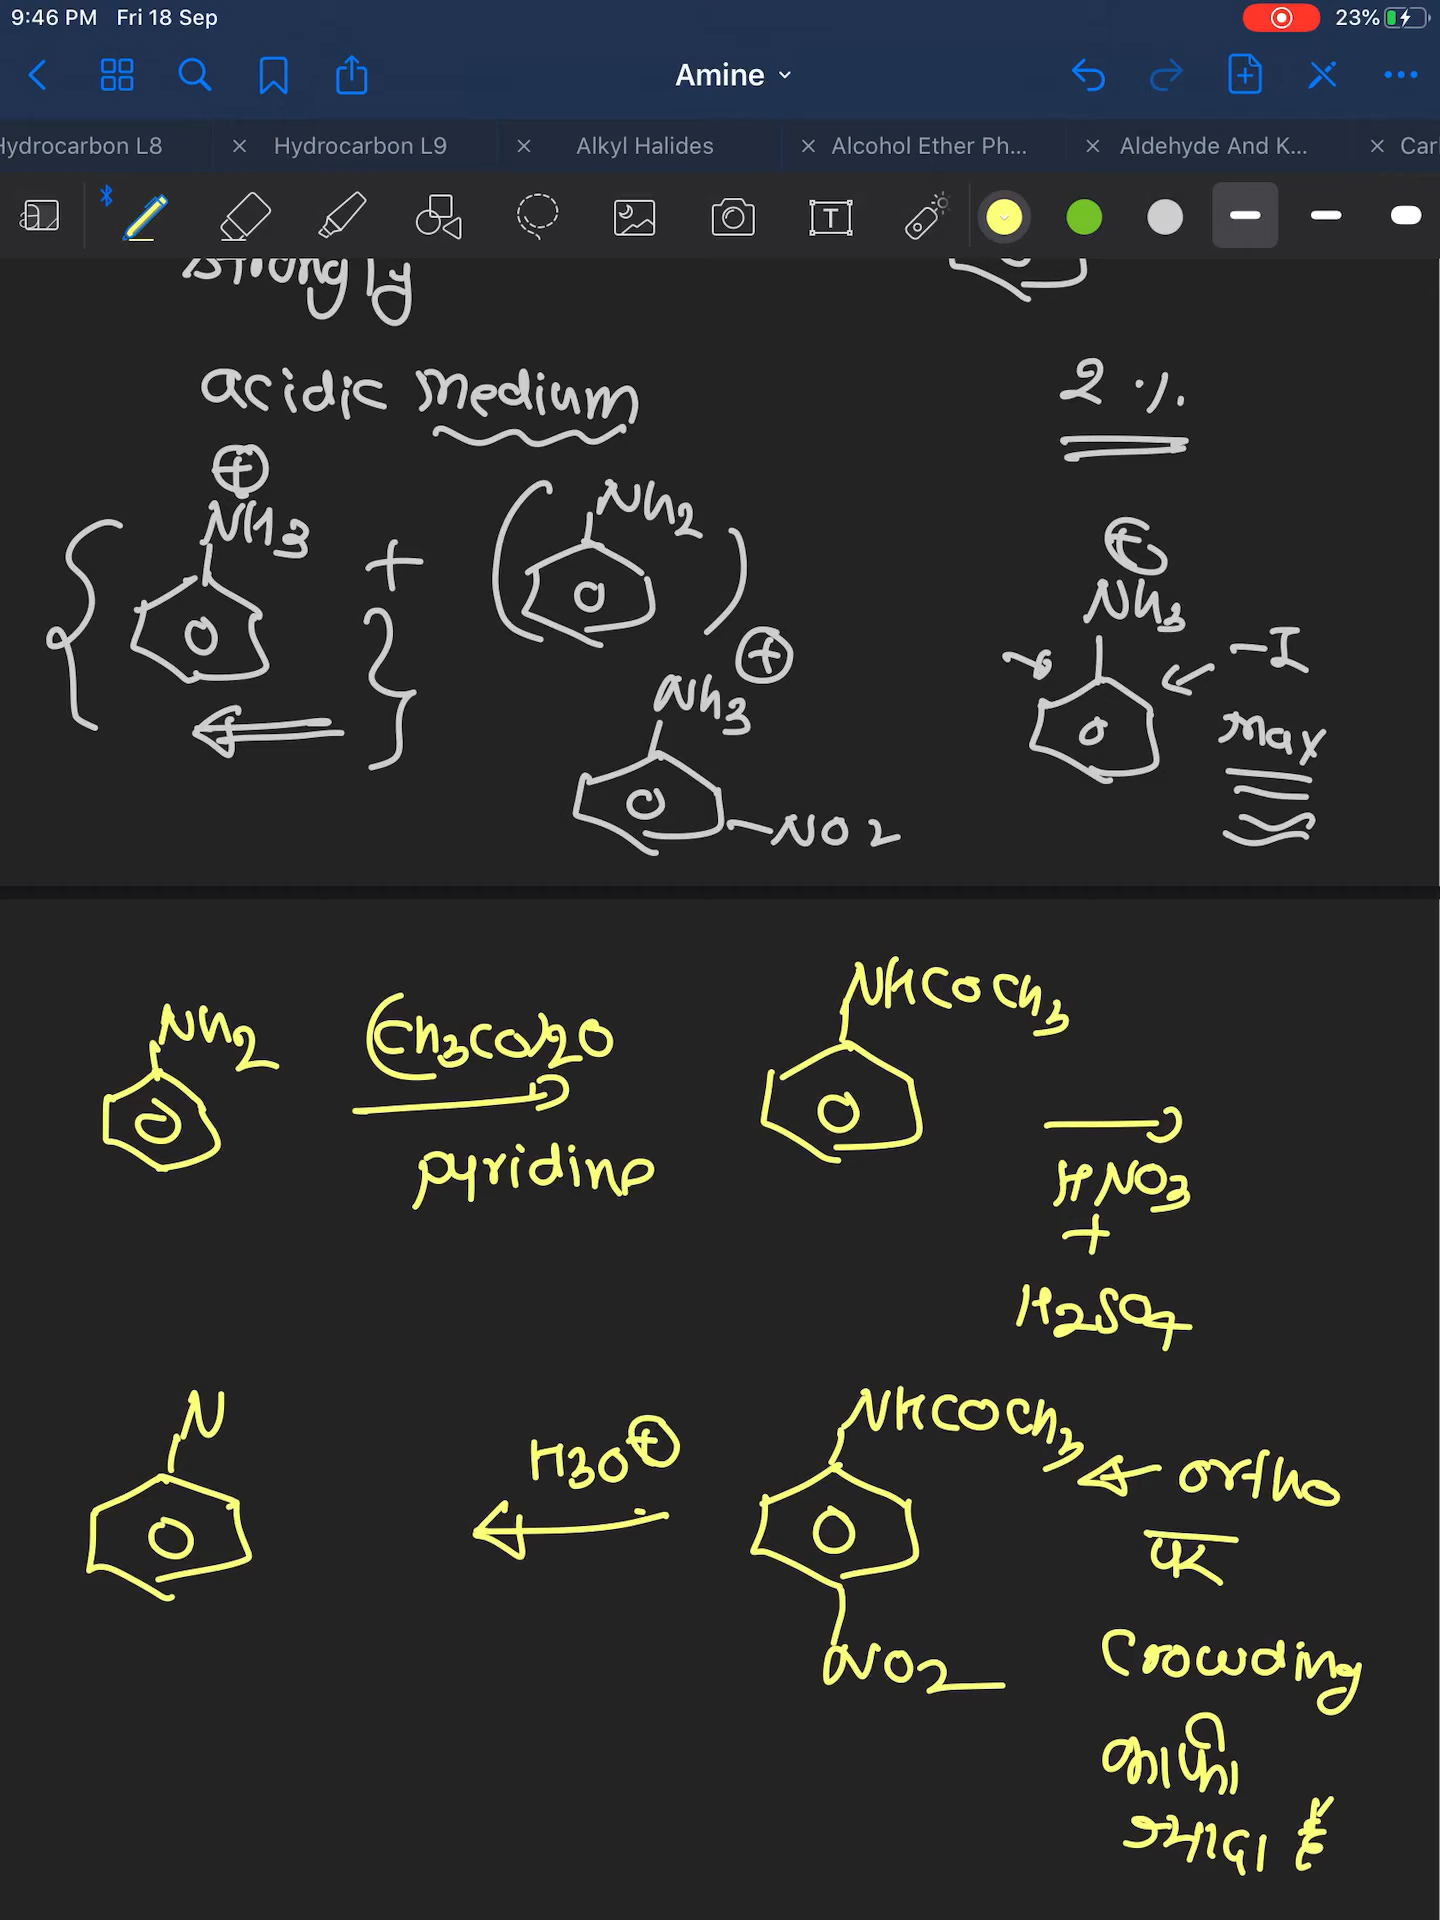 9:46 PM Fri 18 Sep
23%
Amine
Hydrocarbon L8
Hydrocarbon L9
Alkyl Halides
Alcohol Ether Ph...
Aldehyde And K...
Car
T
strongly
acidic medium
2 %.
⊕
NH3
+
NH2
⊕
NH3
NO2
⊕
NH3
-I
max
NH2
(CH3CO)2O
pyridine
NHCOCH3
HNO3
+
H2SO4
N
H3O⊕
NHCOCH3
NO2
ortho
पर
Crowding
काफी
ज्यादा है